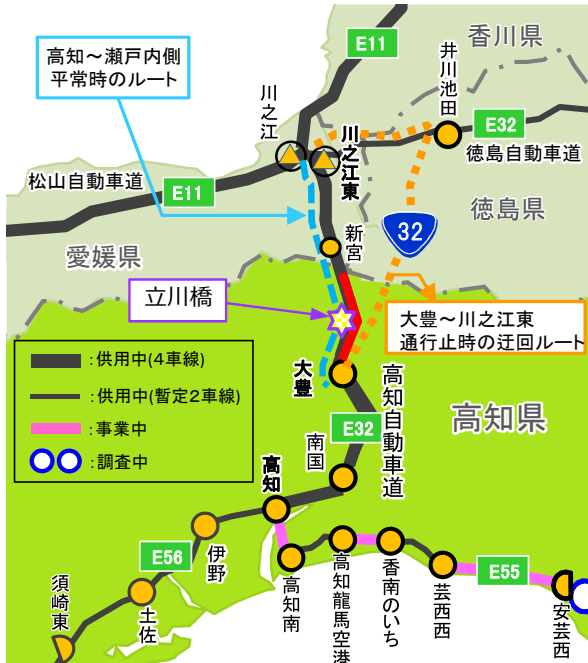 高知～瀬戸内側
平常時のルート
E11
香川県
井川池田
川之江
川之江東
E32
徳島自動車道
松山自動車道
E11
徳島県
32
新宮
愛媛県
立川橋
大豊～川之江東
通行止時の迂回ルート
:供用中(4車線)
:供用中(暫定2車線)
:事業中
:調査中
大豊
高知自動車道
高知県
E32
南国
高知
伊野
E56
須崎東
土佐
高知南
高知龍馬空港
香南のいち
芸西西
E55
安芸西